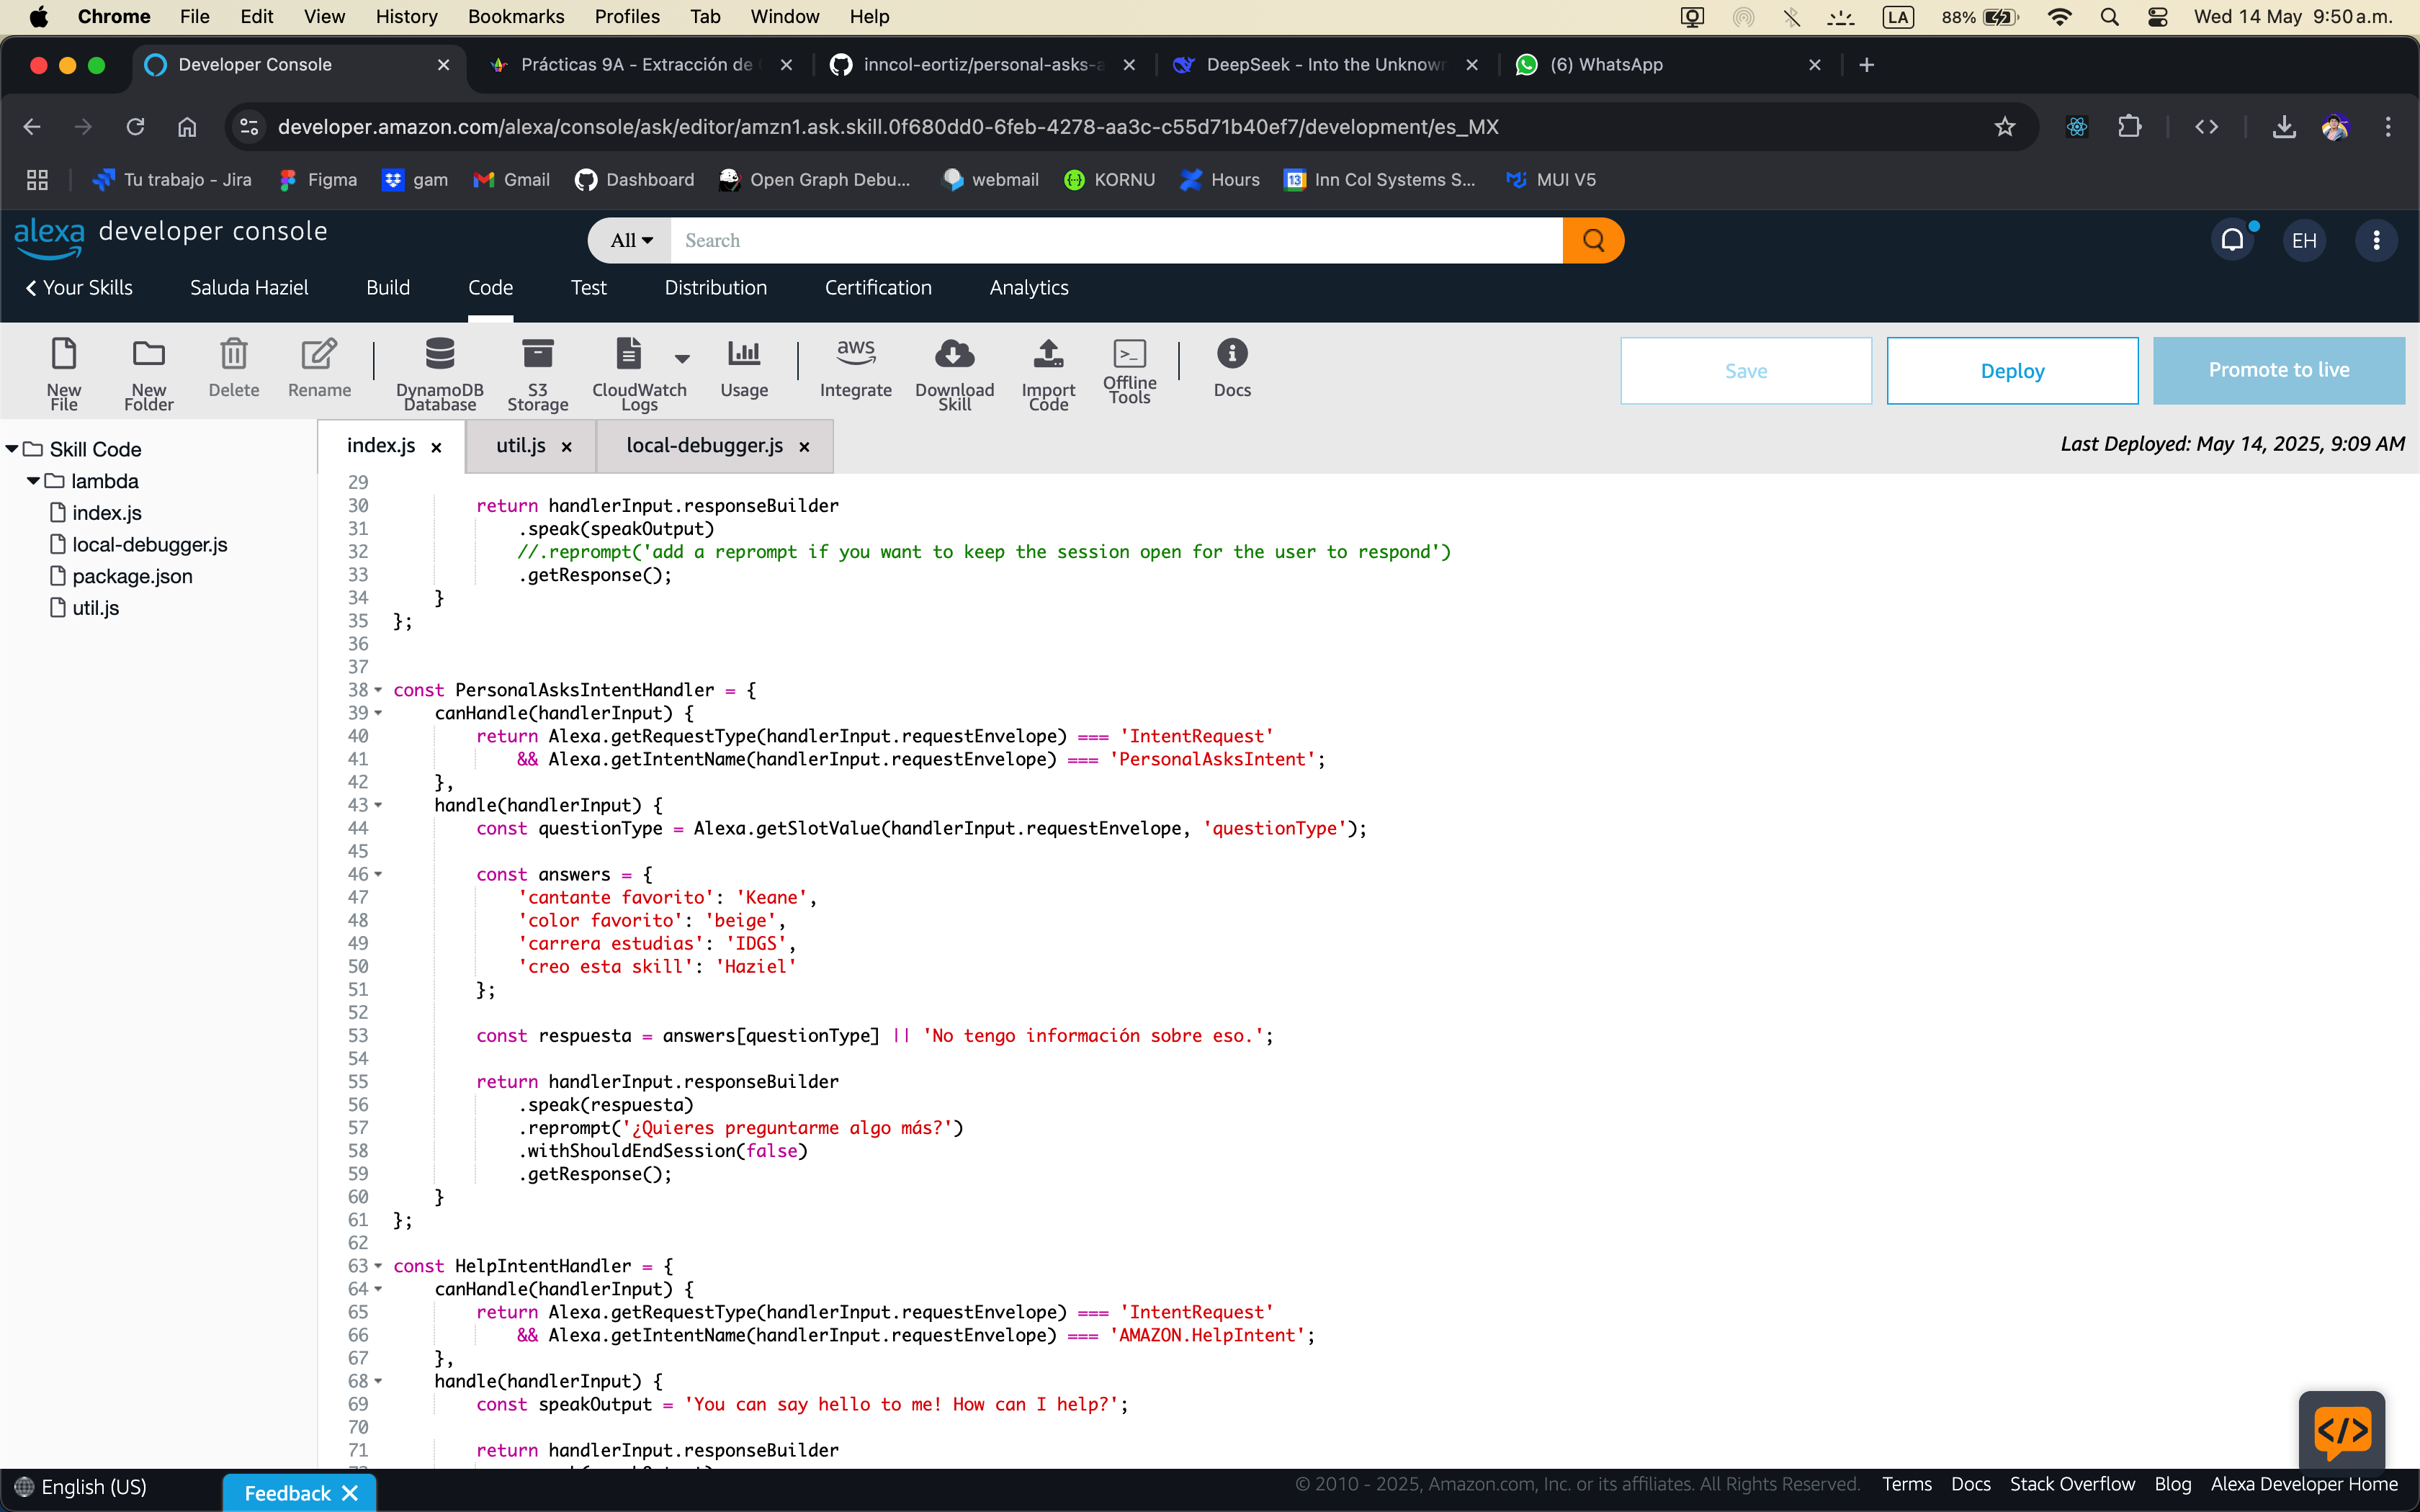 Chrome File Edit View History Bookmarks Profiles Tab Window Help LA 88% Wed 14 May 9:50 a.m.
Developer Console Prácticas 9A - Extracción de inncol-eortiz/personal-asks-a DeepSeek - Into the Unknown (6) WhatsApp
developer.amazon.com/alexa/console/ask/editor/amzn1.ask.skill.0f680dd0-6feb-4278-aa3c-c55d71b40ef7/development/es_MX
Tu trabajo - Jira Figma gam Gmail Dashboard Open Graph Debu... webmail KORNU Hours 13 Inn Col Systems S... MUI V5
alexa developer console All Search EH
Your Skills Saluda Haziel Build Code Test Distribution Certification Analytics
New File New Folder Delete Rename DynamoDB Database S3 Storage CloudWatch Logs Usage aws Integrate Download Skill Import Code Offline Tools Docs Save Deploy Promote to live
index.js x util.js x local-debugger.js x Last Deployed: May 14, 2025, 9:09 AM
Skill Code
lambda
index.js
local-debugger.js
package.json
util.js
29
30 return handlerInput.responseBuilder
31 .speak(speakOutput)
32 //.reprompt('add a reprompt if you want to keep the session open for the user to respond')
33 .getResponse();
34 }
35 };
36
37
38 const PersonalAsksIntentHandler = {
39 canHandle(handlerInput) {
40 return Alexa.getRequestType(handlerInput.requestEnvelope) === 'IntentRequest'
41 && Alexa.getIntentName(handlerInput.requestEnvelope) === 'PersonalAsksIntent';
42 },
43 handle(handlerInput) {
44 const questionType = Alexa.getSlotValue(handlerInput.requestEnvelope, 'questionType');
45
46 const answers = {
47 'cantante favorito': 'Keane',
48 'color favorito': 'beige',
49 'carrera estudias': 'IDGS',
50 'creo esta skill': 'Haziel'
51 };
52
53 const respuesta = answers[questionType] || 'No tengo información sobre eso.';
54
55 return handlerInput.responseBuilder
56 .speak(respuesta)
57 .reprompt('¿Quieres preguntarme algo más?')
58 .withShouldEndSession(false)
59 .getResponse();
60 }
61 };
62
63 const HelpIntentHandler = {
64 canHandle(handlerInput) {
65 return Alexa.getRequestType(handlerInput.requestEnvelope) === 'IntentRequest'
66 && Alexa.getIntentName(handlerInput.requestEnvelope) === 'AMAZON.HelpIntent';
67 },
68 handle(handlerInput) {
69 const speakOutput = 'You can say hello to me! How can I help?';
70
71 return handlerInput.responseBuilder
English (US) Feedback © 2010 - 2025, Amazon.com, Inc. or its affiliates. All Rights Reserved. Terms Docs Stack Overflow Blog Alexa Developer Home